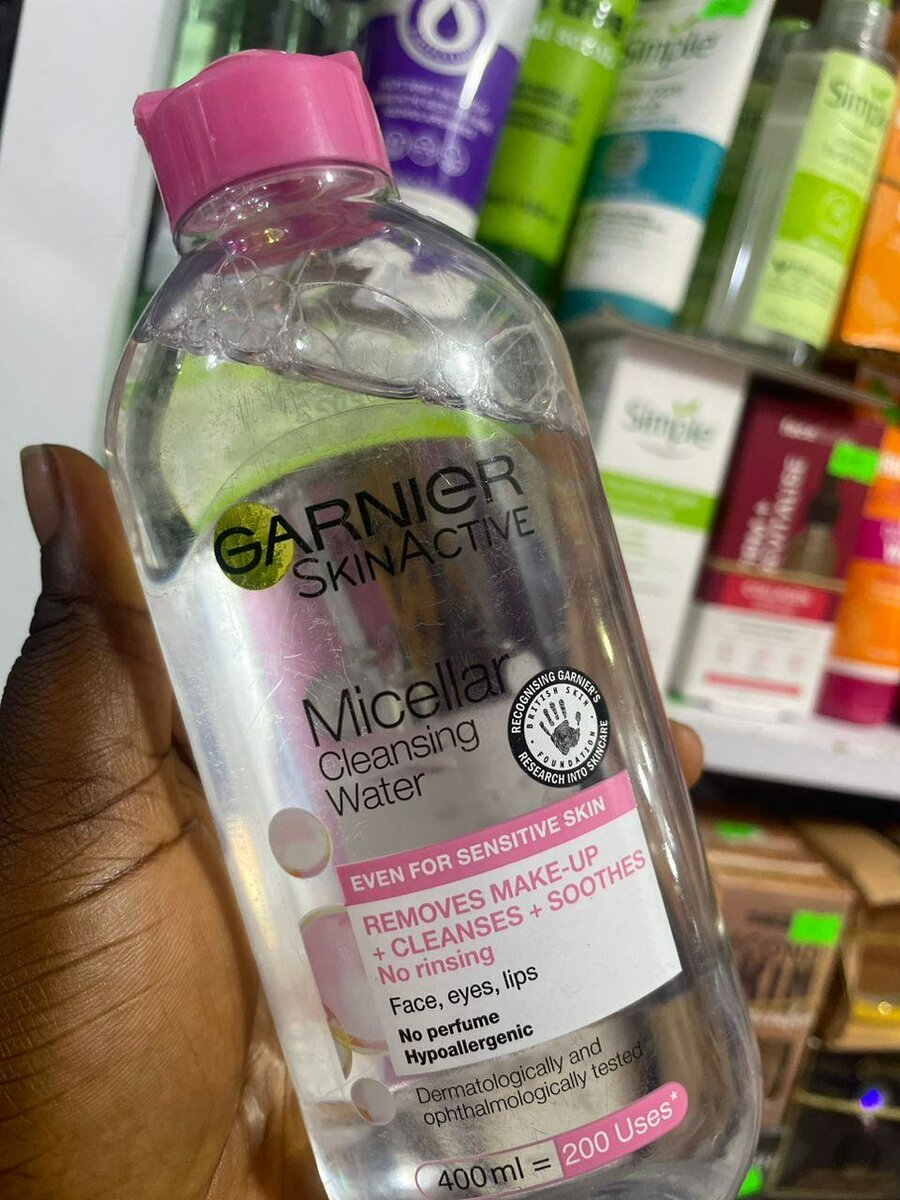 GARNIER
SKINACTIVE
Micellar
Cleansing
Water
RECOGNISING GARNIER'S
BRITISH SKIN
FOUNDATION
RESEARCH INTO SKINCARE
EVEN FOR SENSITIVE SKIN
REMOVES MAKE-UP
+ CLEANSES + SOOTHES
No rinsing
Face, eyes, lips
No perfume
Hypoallergenic
Dermatologically and
ophthalmologically tested
400ml = 200 Uses*
Simple
Simple
Simple